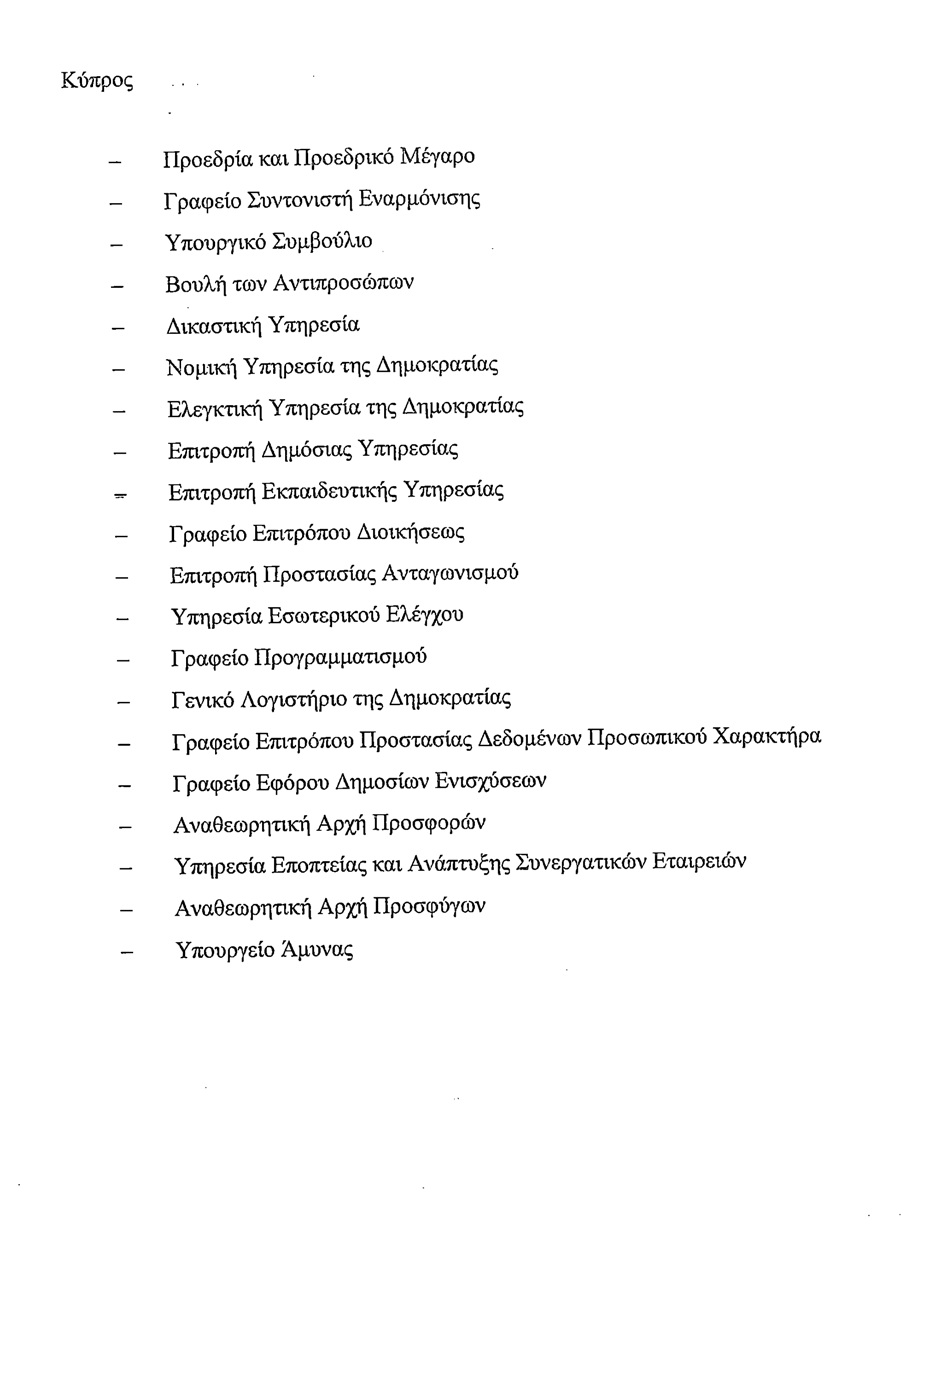 Κύπρος
– Προεδρία και Προεδρικό Μέγαρο
– Γραφείο Συντονιστή Εναρμόνισης
– Υπουργικό Συμβούλιο
– Βουλή των Αντιπροσώπων
– Δικαστική Υπηρεσία
– Νομική Υπηρεσία της Δημοκρατίας
– Ελεγκτική Υπηρεσία της Δημοκρατίας
– Επιτροπή Δημόσιας Υπηρεσίας
– Επιτροπή Εκπαιδευτικής Υπηρεσίας
– Γραφείο Επιτρόπου Διοικήσεως
– Επιτροπή Προστασίας Ανταγωνισμού
– Υπηρεσία Εσωτερικού Ελέγχου
– Γραφείο Προγραμματισμού
– Γενικό Λογιστήριο της Δημοκρατίας
– Γραφείο Επιτρόπου Προστασίας Δεδομένων Προσωπικού Χαρακτήρα
– Γραφείο Εφόρου Δημοσίων Ενισχύσεων
– Αναθεωρητική Αρχή Προσφορών
– Υπηρεσία Εποπτείας και Ανάπτυξης Συνεργατικών Εταιρειών
– Αναθεωρητική Αρχή Προσφύγων
– Υπουργείο Άμυνας